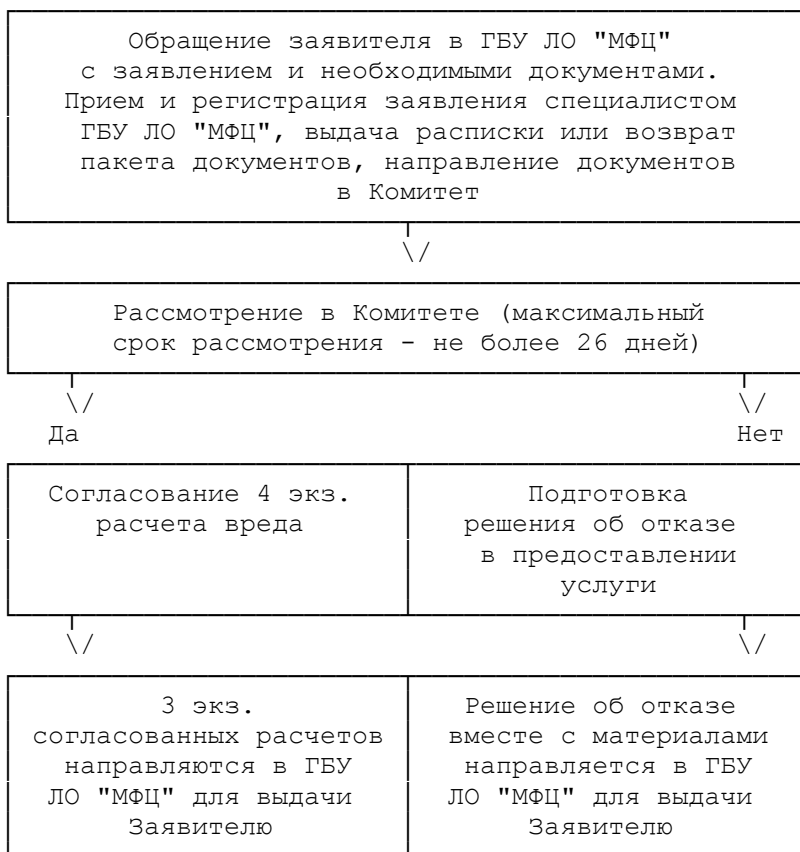 Обращение заявителя в ГБУ ЛО "МФЦ"
с заявлением и необходимыми документами.
Прием и регистрация заявления специалистом
ГБУ ЛО "МФЦ", выдача расписки или возврат
пакета документов, направление документов
в Комитет
\/
Рассмотрение в Комитете (максимальный
срок рассмотрения - не более 26 дней)
\/ \/
Да Нет
Согласование 4 экз.
расчета вреда
Подготовка
решения об отказе
в предоставлении
услуги
\/ \/
3 экз.
согласованных расчетов
направляются в ГБУ
ЛО "МФЦ" для выдачи
Заявителю
Решение об отказе
вместе с материалами
направляется в ГБУ
ЛО "МФЦ" для выдачи
Заявителю